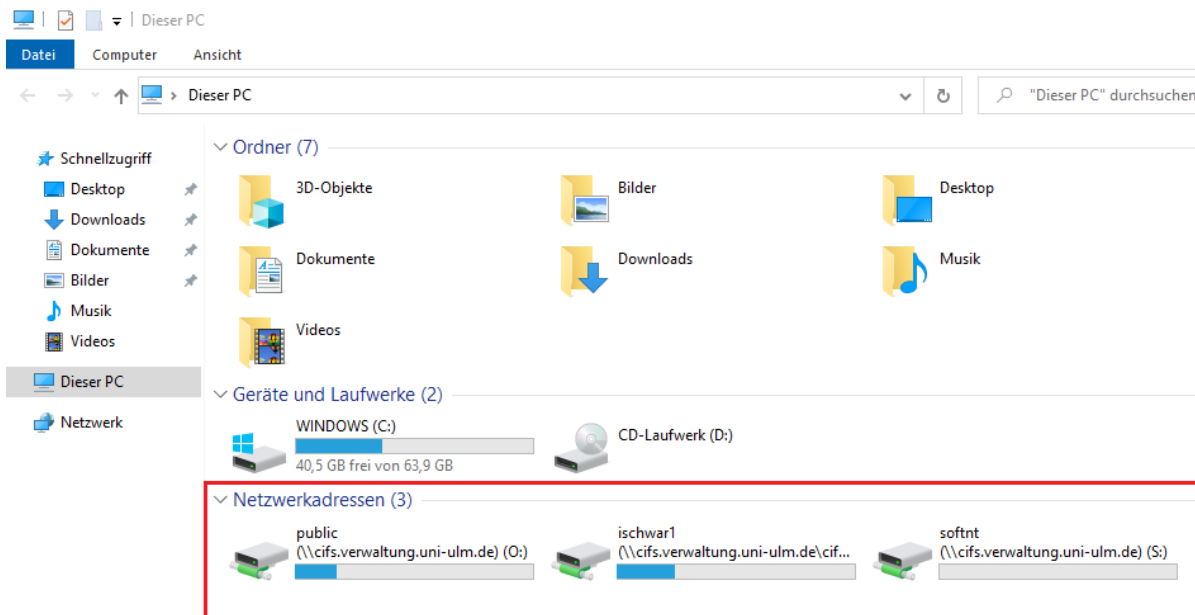 Dieser PC
Datei Computer Ansicht
Dieser PC "Dieser PC" durchsuchen
Schnellzugriff
Desktop
Downloads
Dokumente
Bilder
Musik
Videos
Dieser PC
Netzwerk
Ordner (7)
3D-Objekte Bilder Desktop
Dokumente Downloads Musik
Videos
Geräte und Laufwerke (2)
WINDOWS (C:)
40,5 GB frei von 63,9 GB
CD-Laufwerk (D:)
Netzwerkadressen (3)
public
(\\cifs.verwaltung.uni-ulm.de) (O:)
ischwar1
(\\cifs.verwaltung.uni-ulm.de\cif...
softnt
(\\cifs.verwaltung.uni-ulm.de) (S:)